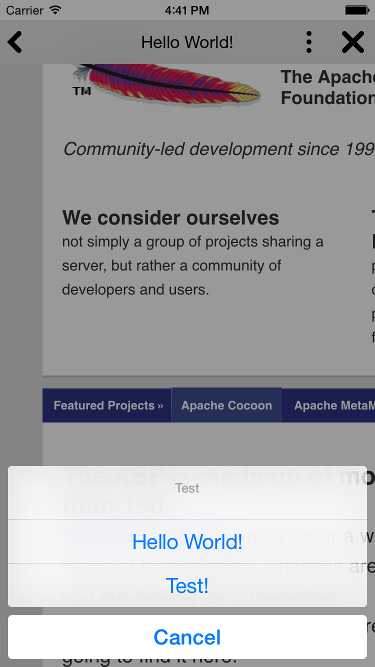 Carrier 4:41 PM
Hello World!
TM
The Apache
Foundation
Community-led development since 199
We consider ourselves
not simply a group of projects sharing a
server, but rather a community of
developers and users.
Featured Projects » Apache Cocoon Apache MetaM
The ASF is made up of mo
than 150
Test
Hello World!
Test!
Cancel
going to find it here!